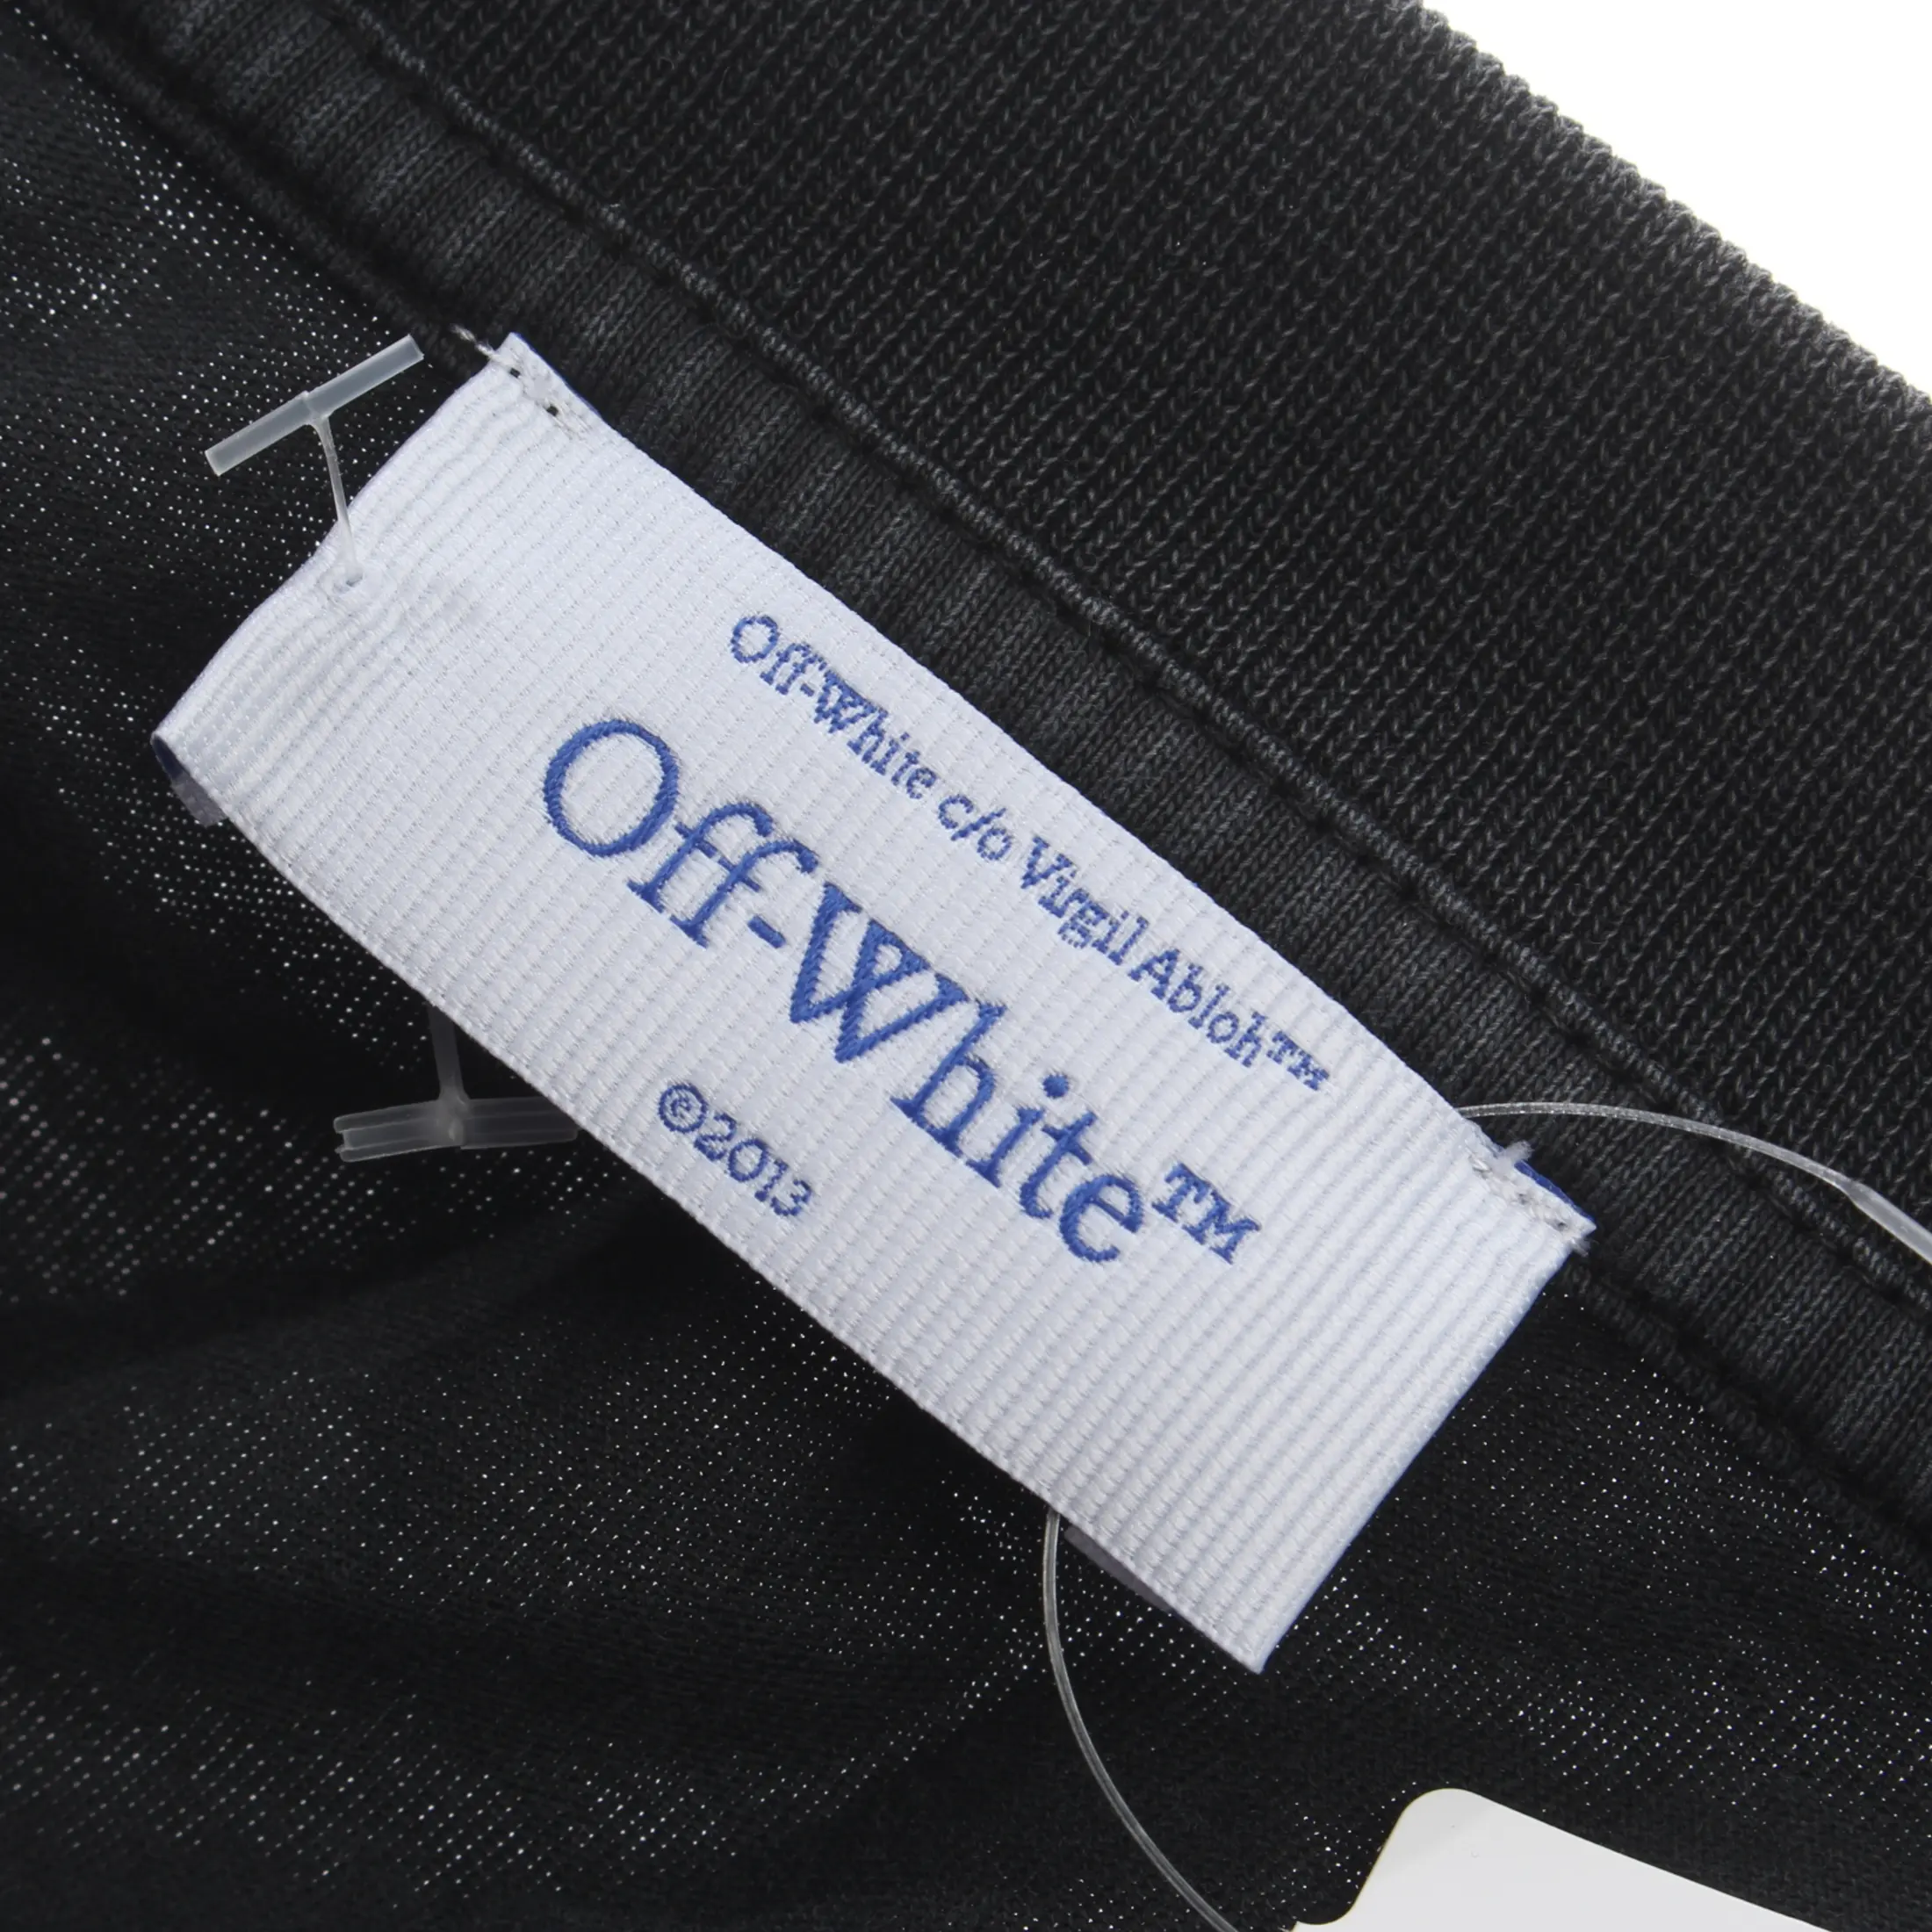 Off-White c/o Virgil Abloh™
Off-White™
©2013